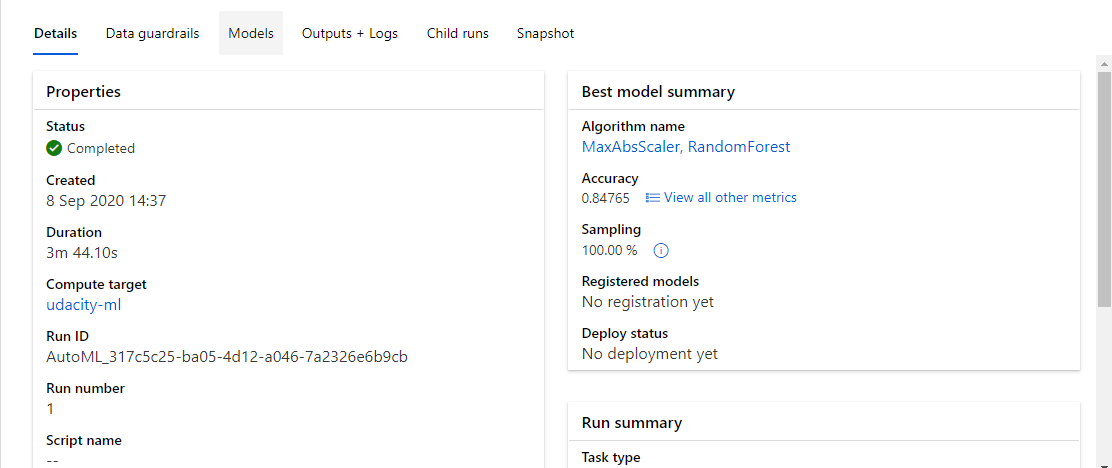 Details Data guardrails Models Outputs + Logs Child runs Snapshot
Properties
Status
Completed
Created
8 Sep 2020 14:37
Duration
3m 44.10s
Compute target
udacity-ml
Run ID
AutoML_317c5c25-ba05-4d12-a046-7a2326e6b9cb
Run number
1
Script name
--
Best model summary
Algorithm name
MaxAbsScaler, RandomForest
Accuracy
0.84765 View all other metrics
Sampling
100.00 %
Registered models
No registration yet
Deploy status
No deployment yet
Run summary
Task type